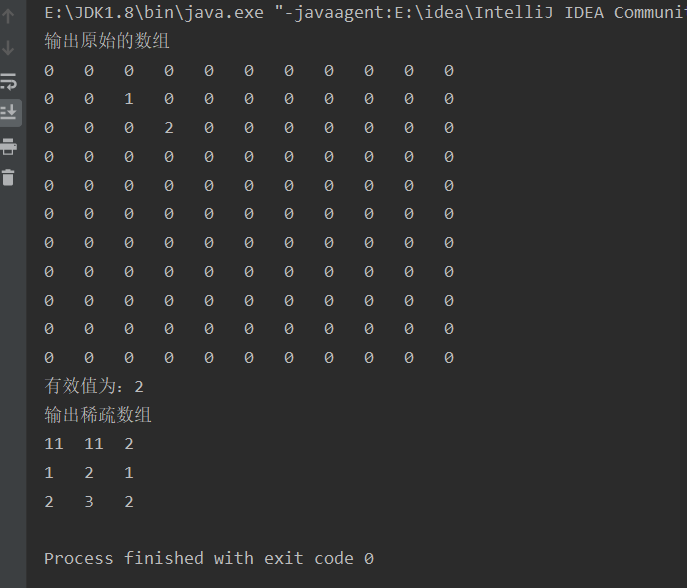 E:\JDK1.8\bin\java.exe "-javaagent:E:\idea\IntelliJ IDEA Communi
输出原始的数组
0 0 0 0 0 0 0 0 0 0 0
0 0 1 0 0 0 0 0 0 0 0
0 0 0 2 0 0 0 0 0 0 0
0 0 0 0 0 0 0 0 0 0 0
0 0 0 0 0 0 0 0 0 0 0
0 0 0 0 0 0 0 0 0 0 0
0 0 0 0 0 0 0 0 0 0 0
0 0 0 0 0 0 0 0 0 0 0
0 0 0 0 0 0 0 0 0 0 0
0 0 0 0 0 0 0 0 0 0 0
0 0 0 0 0 0 0 0 0 0 0
有效值为：2
输出稀疏数组
11 11 2
1 2 1
2 3 2
Process finished with exit code 0